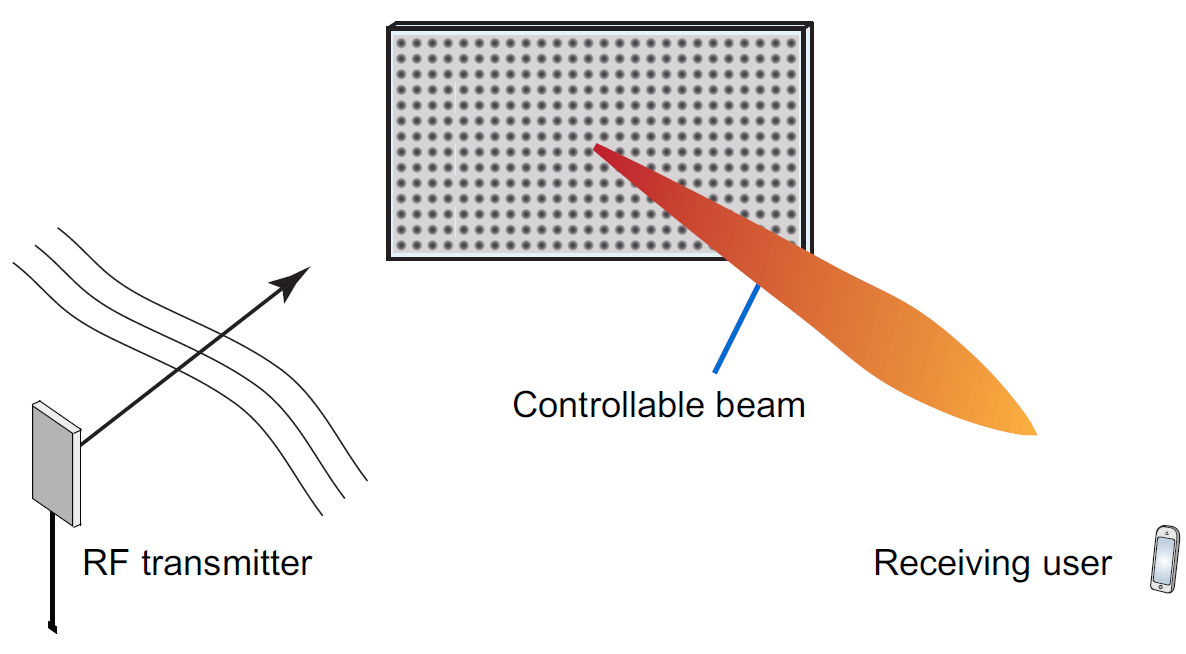 Controllable beam
RF transmitter
Receiving user